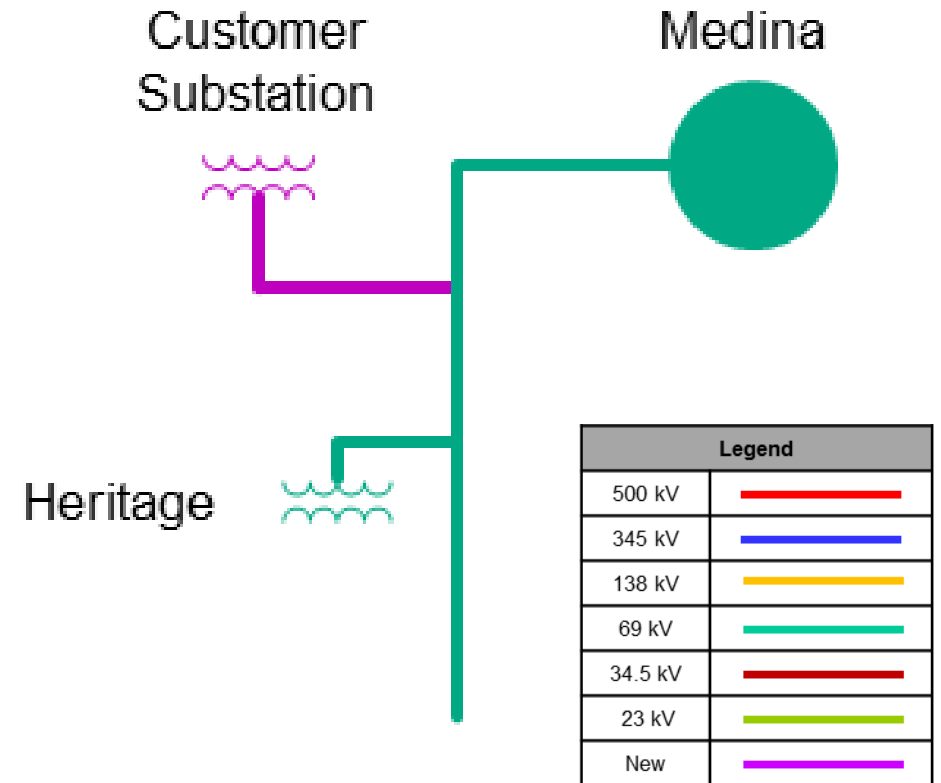 Customer
Substation
Medina
Heritage
Legend
500 kV
345 kV
138 kV
69 kV
34.5 kV
23 kV
New